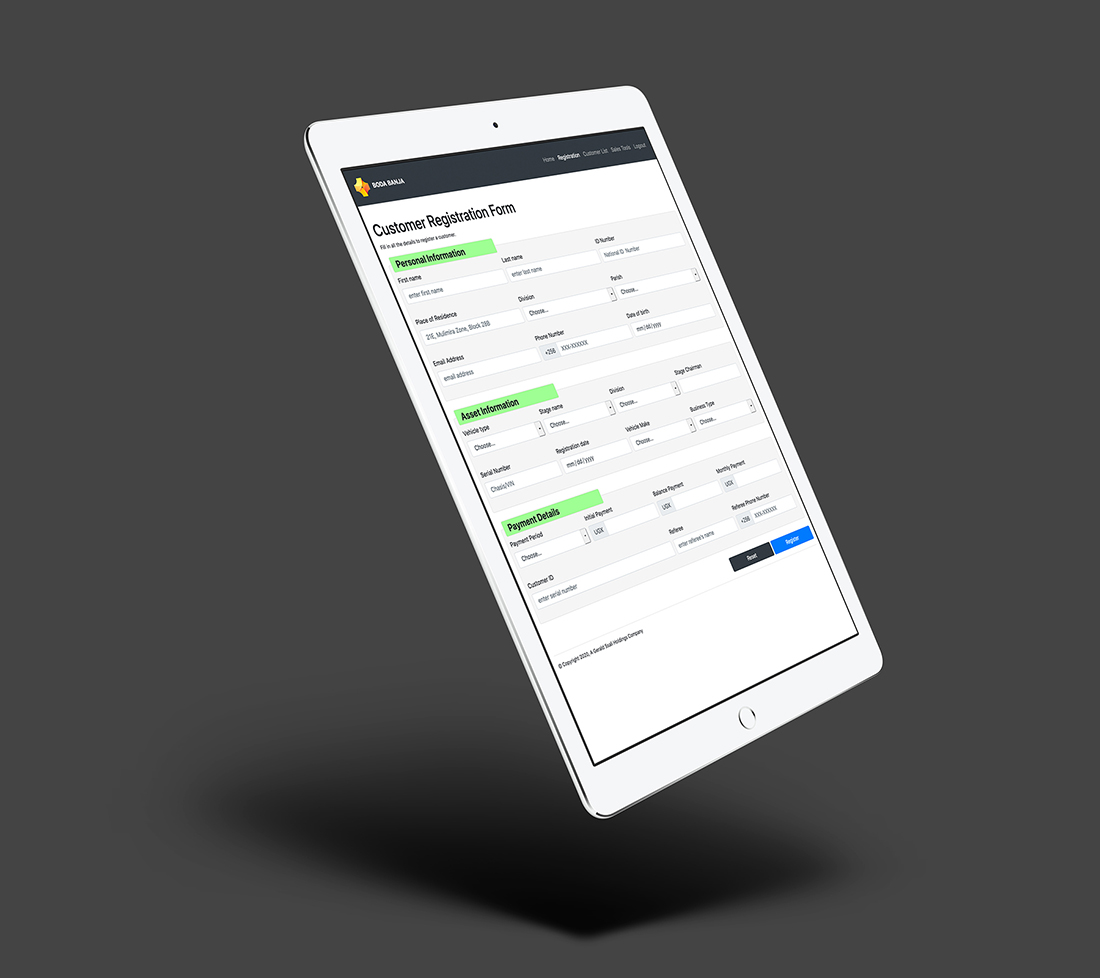 BODA BANJA
Home Registration Customer List Sales Tools Logout
Customer Registration Form
Fill in all the details to register a customer.
Personal Information
First name Last name ID Number
enter first name enter last name National ID Number
Place of Residence Division Parish
21E, Mulimira Zone, Block 28B Choose... Choose...
Email Address Phone Number Date of birth
email address +256 XXX-XXXXXX mm/dd/yyyy
Asset Information
Vehicle type Stage name Division Stage Chairman
Choose... Choose... Choose...
Serial Number Registration date Vehicle Make Business Type
Chasis/VIN mm/dd/yyyy Choose... Choose...
Payment Details
Payment Period Initial Payment Balance Payment Monthly Payment
Choose... UGX UGX UGX
Customer ID Referee Referee Phone Number
enter serial number enter referee's name +256 XXX-XXXXXX
Reset Register
© Copyright 2020, A Gerald Ssali Holdings Company